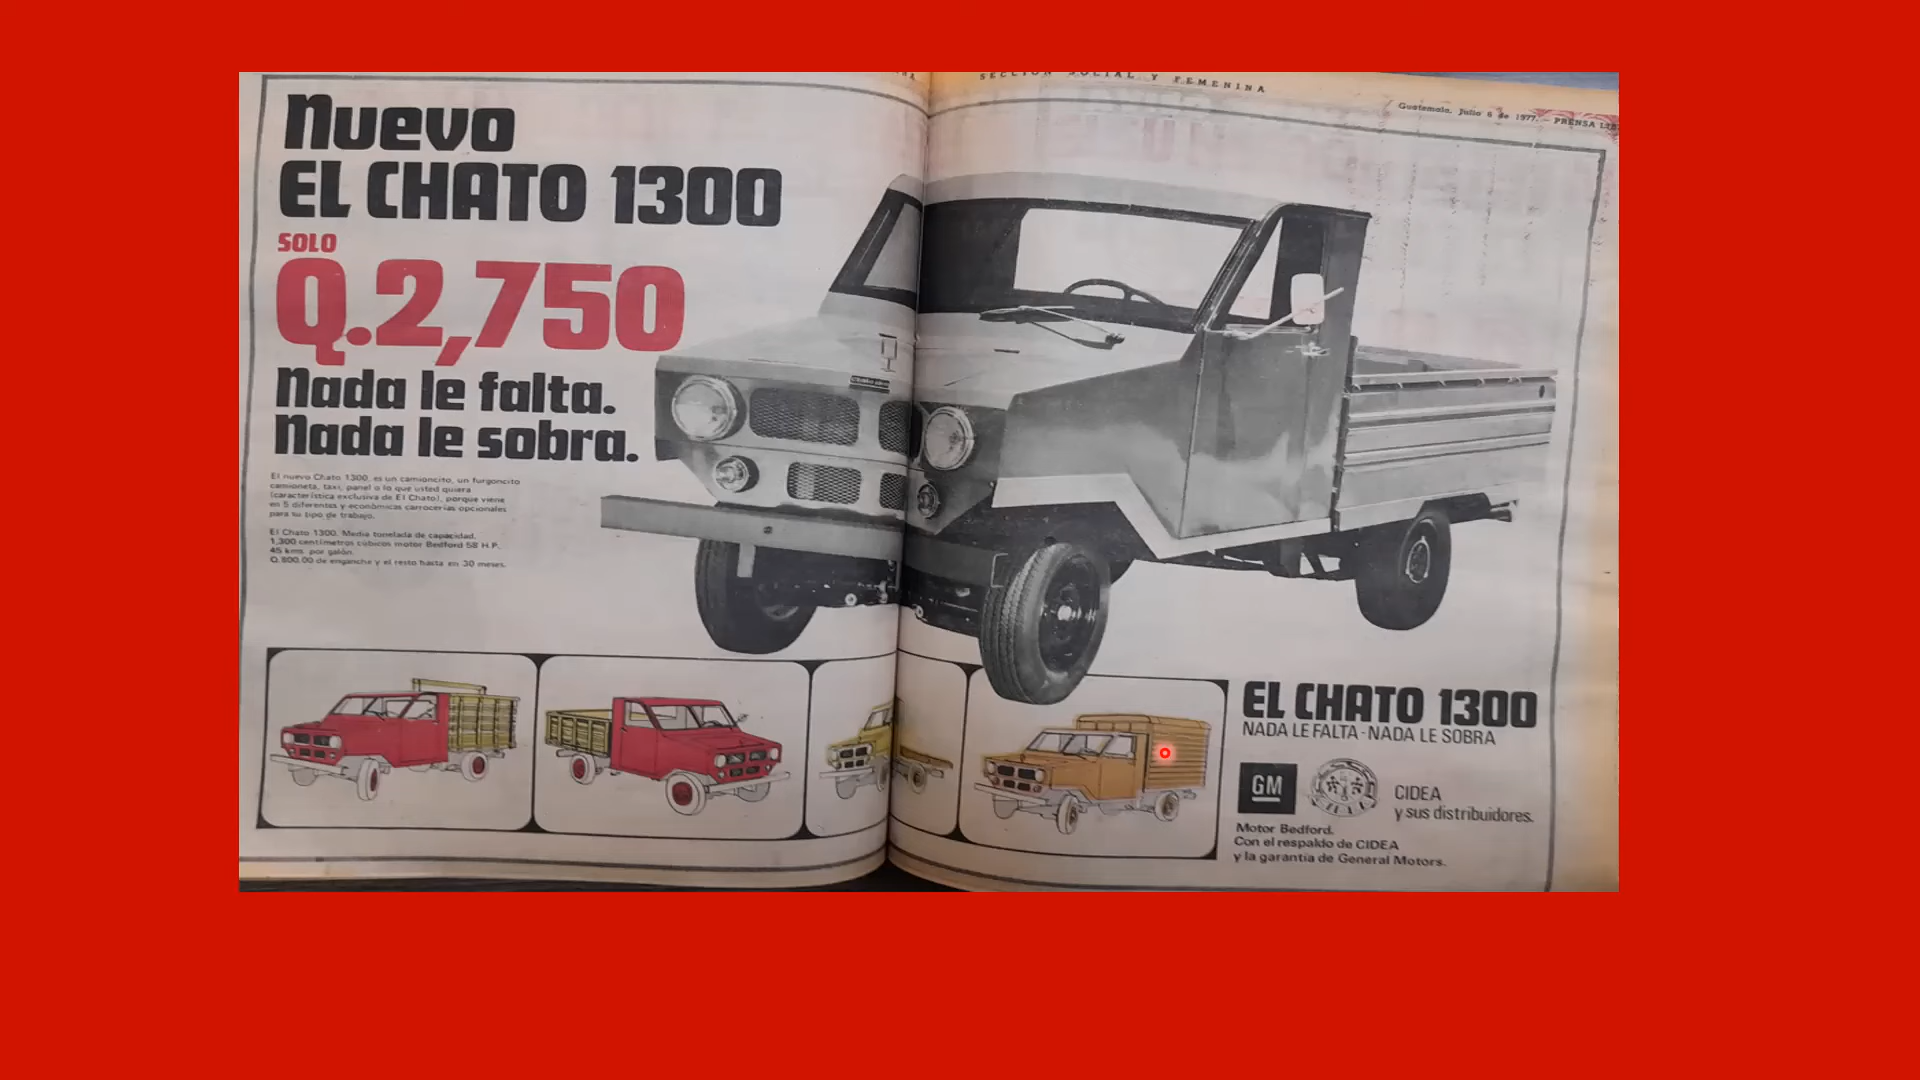 SECCION SOCIAL Y FEMENINA
Guatemala, Julio 6 de 1977. — PRENSA
Nuevo
EL CHATO 1300
SOLO
Q.2,750
Nada le falta.
Nada le sobra.
El nuevo Chato 1300, es un camioncito, un furgoncito
camioneta, taxi, panel o lo que usted quiera
(característica exclusiva de El Chato), porque viene
en 5 diferentes y económicas carrocerías opcionales
para su tipo de trabajo.
El Chato 1300. Media tonelada de capacidad.
1,300 centímetros cúbicos motor Bedford 58 H.P.
45 kms. por galón.
Q.800.00 de enganche y el resto hasta en 30 meses.
EL CHATO 1300
NADA LE FALTA - NADA LE SOBRA
GM
CIDEA
y sus distribuidores.
Motor Bedford.
Con el respaldo de CIDEA
y la garantía de General Motors.